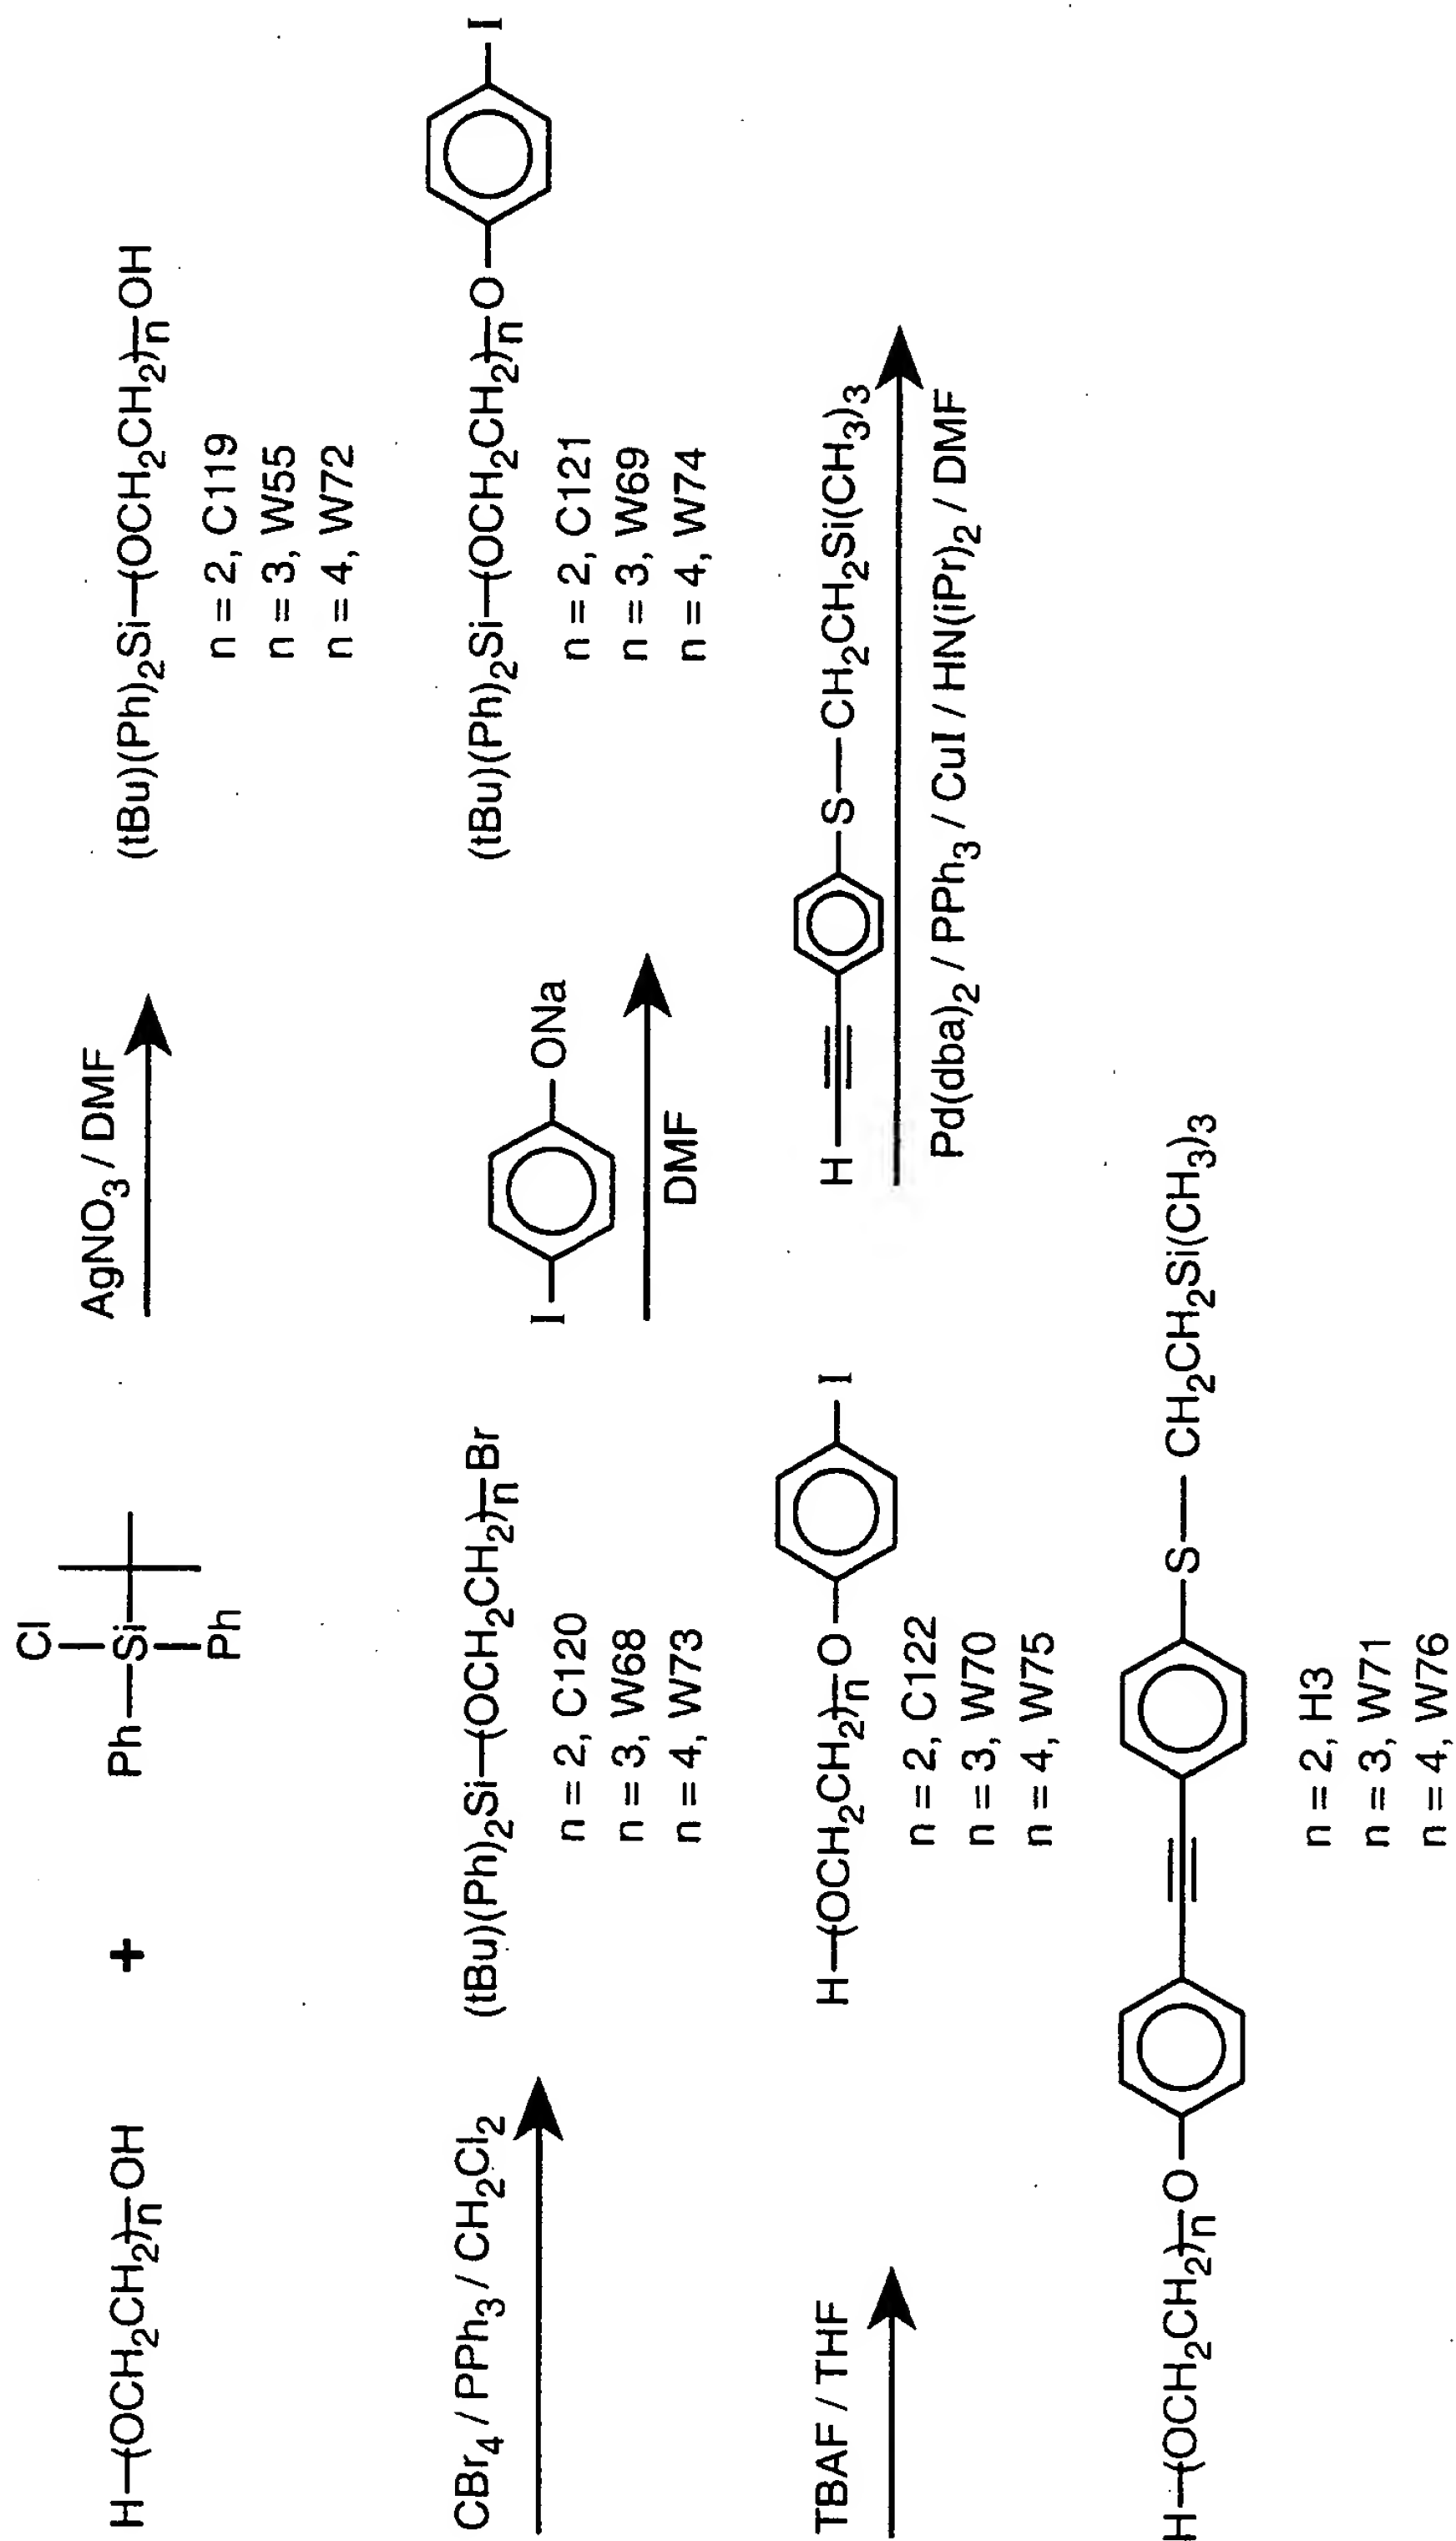 H—(OCH2CH2)n—OH + Cl
Ph—Si
Ph
AgNO3 / DMF
(tBu)(Ph)2Si—(OCH2CH2)n—OH
n = 2, C119
n = 3, W55
n = 4, W72
CBr4 / PPh3 / CH2Cl2
(tBu)(Ph)2Si—(OCH2CH2)n—Br
n = 2, C120
n = 3, W68
n = 4, W73
I—ONa
DMF
(tBu)(Ph)2Si—(OCH2CH2)n—O—I
n = 2, C121
n = 3, W69
n = 4, W74
TBAF / THF
H—(OCH2CH2)n—O—I
n = 2, C122
n = 3, W70
n = 4, W75
H—≡—S—CH2CH2Si(CH3)3
Pd(dba)2 / PPh3 / CuI / HN(iPr)2 / DMF
H—(OCH2CH2)n—O—≡—S—CH2CH2Si(CH3)3
n = 2, H3
n = 3, W71
n = 4, W76